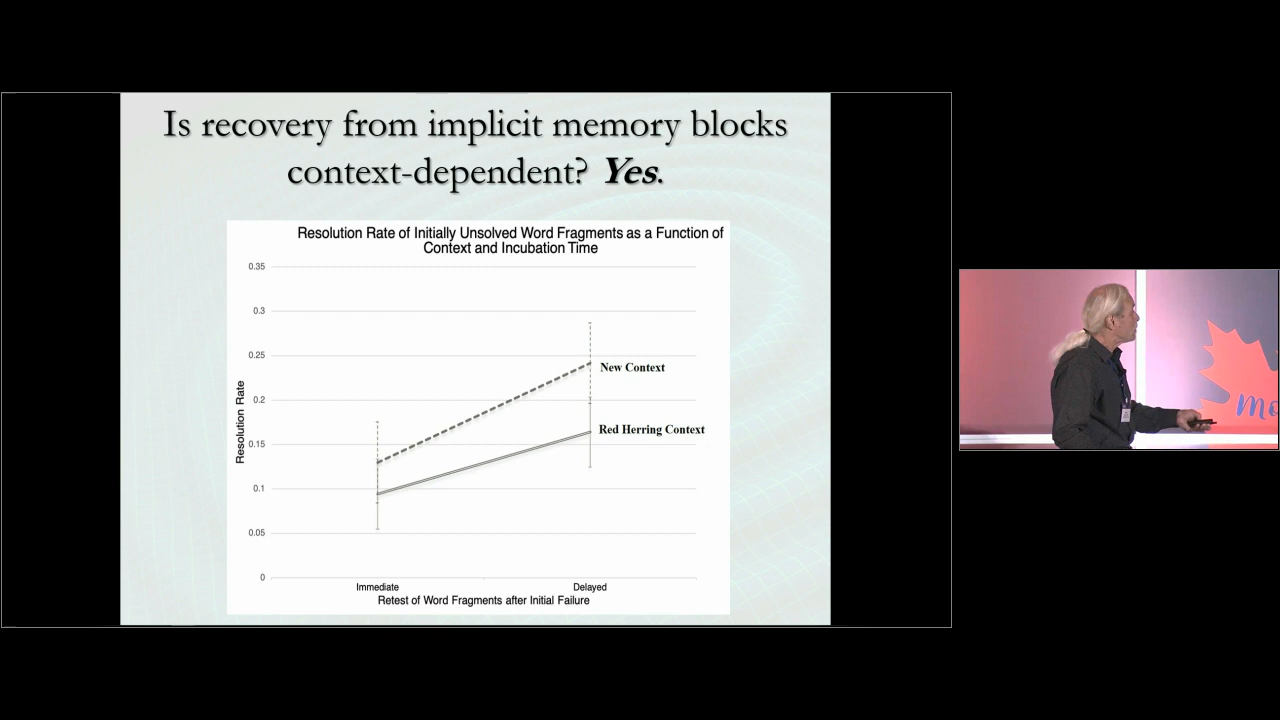 Is recovery from implicit memory blocks
context-dependent? Yes.
Resolution Rate of Initially Unsolved Word Fragments as a Function of
Context and Incubation Time
0.35
0.3
0.25
0.2
0.15
0.1
0.05
0
Resolution Rate
New Context
Red Herring Context
Immediate
Delayed
Retest of Word Fragments after Initial Failure